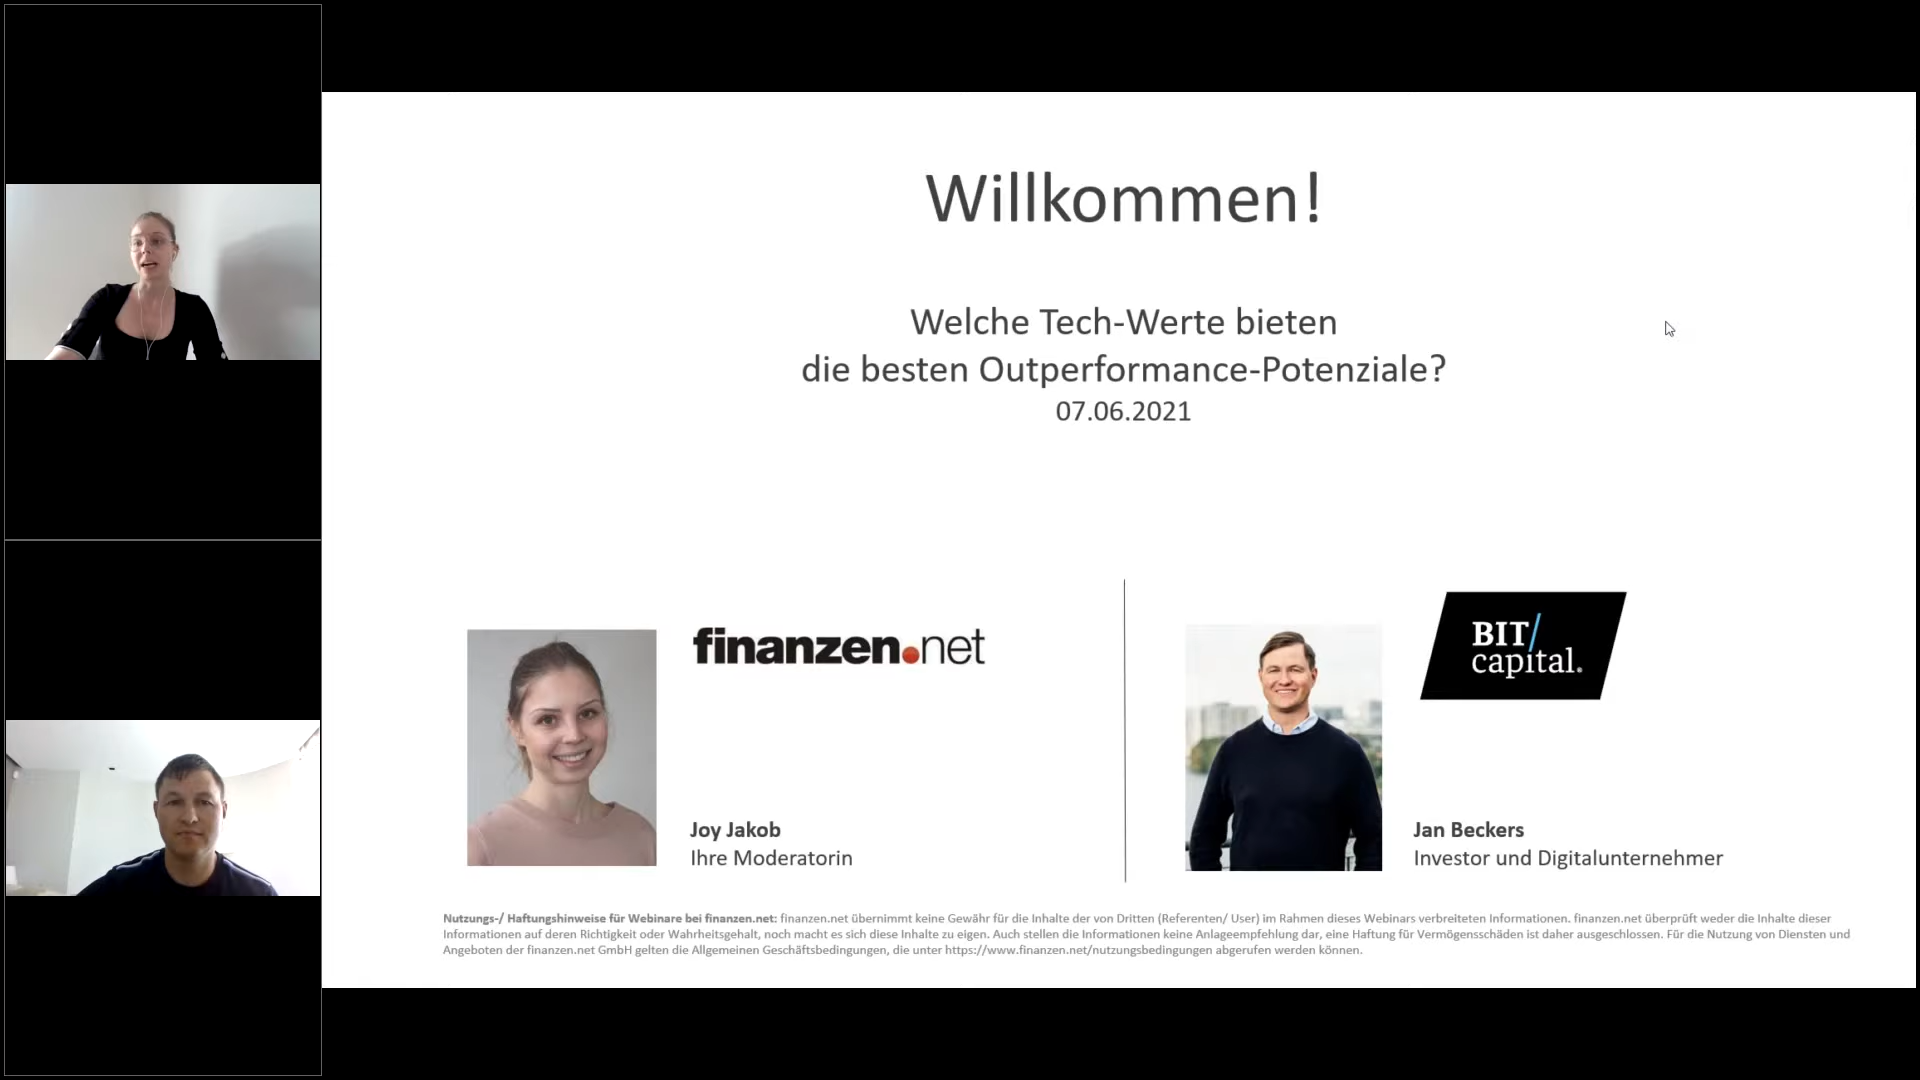 Willkommen!
Welche Tech-Werte bieten
die besten Outperformance-Potenziale?
07.06.2021
finanzen.net
Joy Jakob
Ihre Moderatorin
BIT/
capital.
Jan Beckers
Investor und Digitalunternehmer
Nutzungs-/ Haftungshinweise für Webinare bei finanzen.net: finanzen.net übernimmt keine Gewähr für die Inhalte der von Dritten (Referenten/ User) im Rahmen dieses Webinars verbreiteten Informationen. finanzen.net überprüft weder die Inhalte dieser
Informationen auf deren Richtigkeit oder Wahrheitsgehalt, noch macht es sich diese Inhalte zu eigen. Auch stellen die Informationen keine Anlageempfehlung dar, eine Haftung für Vermögensschäden ist daher ausgeschlossen. Für die Nutzung von Diensten und
Angeboten der finanzen.net GmbH gelten die Allgemeinen Geschäftsbedingungen, die unter https://www.finanzen.net/nutzungsbedingungen abgerufen werden können.